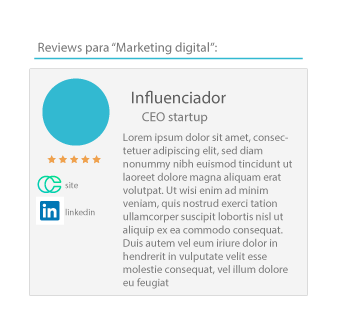 Reviews para “Marketing digital”:
Influenciador
CEO startup
Lorem ipsum dolor sit amet, consec-
tetuer adipiscing elit, sed diam
nonummy nibh euismod tincidunt ut
laoreet dolore magna aliquam erat
volutpat. Ut wisi enim ad minim
veniam, quis nostrud exerci tation
ullamcorper suscipit lobortis nisl ut
aliquip ex ea commodo consequat.
Duis autem vel eum iriure dolor in
hendrerit in vulputate velit esse
molestie consequat, vel illum dolore
eu feugiat
site
in
linkedin